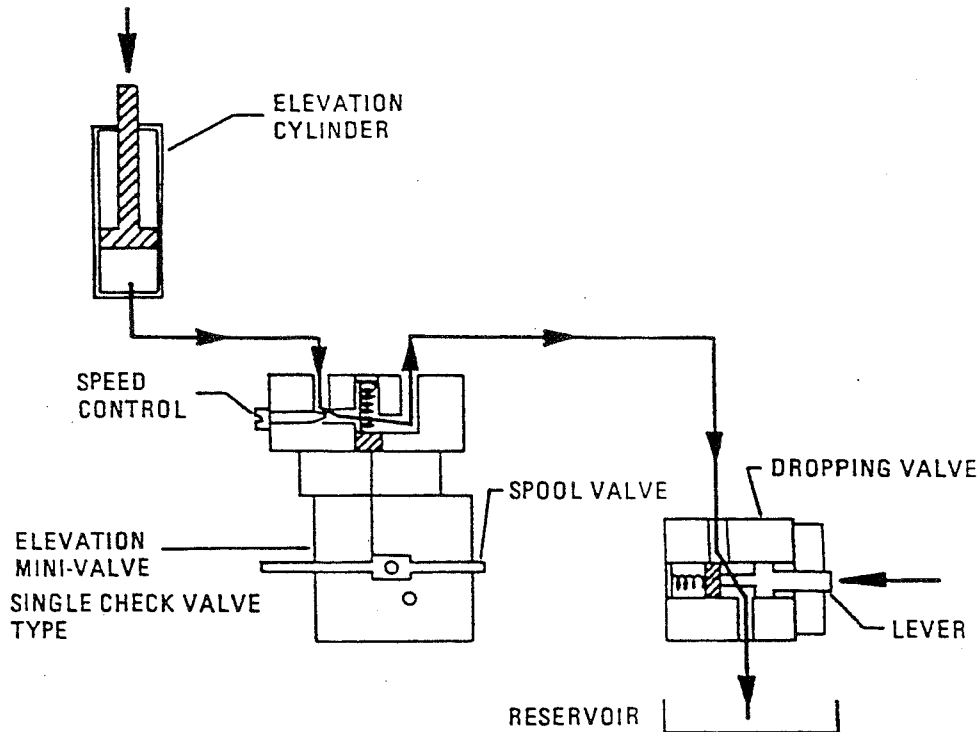 ELEVATION
CYLINDER
SPEED
CONTROL
DROPPING VALVE
SPOOL VALVE
ELEVATION
MINI-VALVE
SINGLE CHECK VALVE
TYPE
LEVER
RESERVOIR